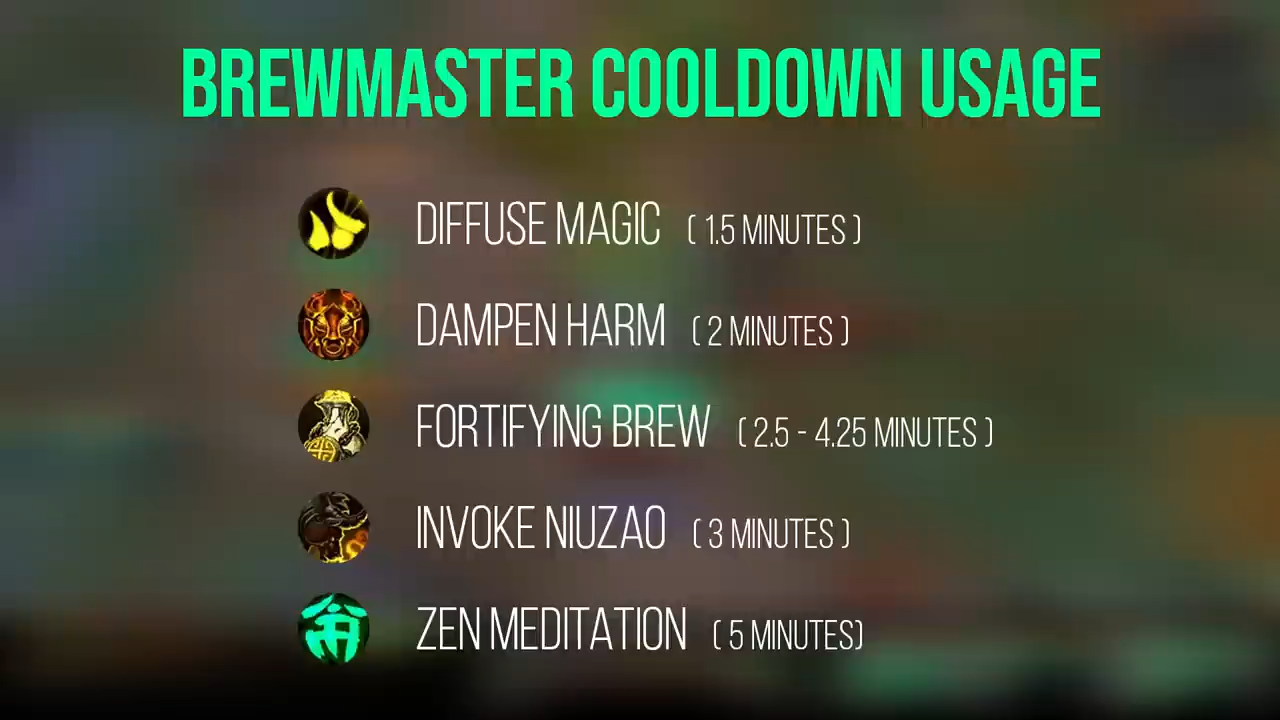 BREWMASTER COOLDOWN USAGE
DIFFUSE MAGIC ( 1.5 MINUTES )
DAMPEN HARM ( 2 MINUTES )
FORTIFYING BREW ( 2.5 - 4.25 MINUTES )
INVOKE NIUZAO ( 3 MINUTES )
ZEN MEDITATION ( 5 MINUTES)